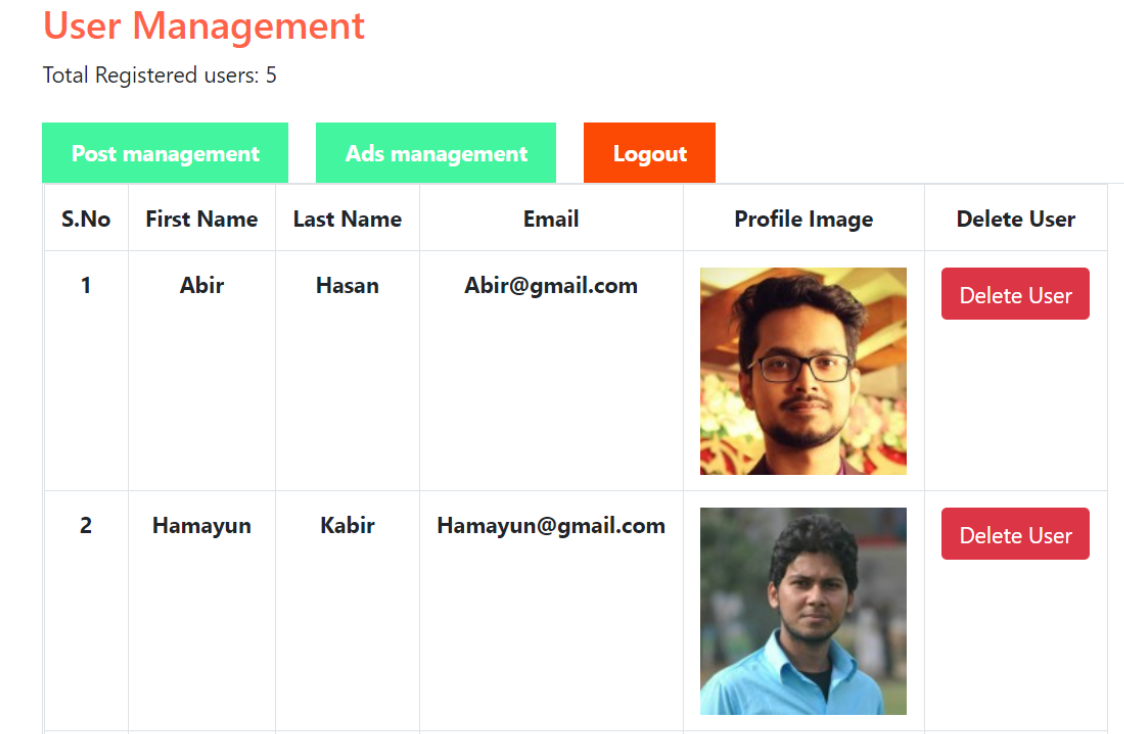 User Management
Total Registered users: 5
Post management Ads management Logout
S.No First Name Last Name Email Profile Image Delete User
1 Abir Hasan Abir@gmail.com Delete User
2 Hamayun Kabir Hamayun@gmail.com Delete User